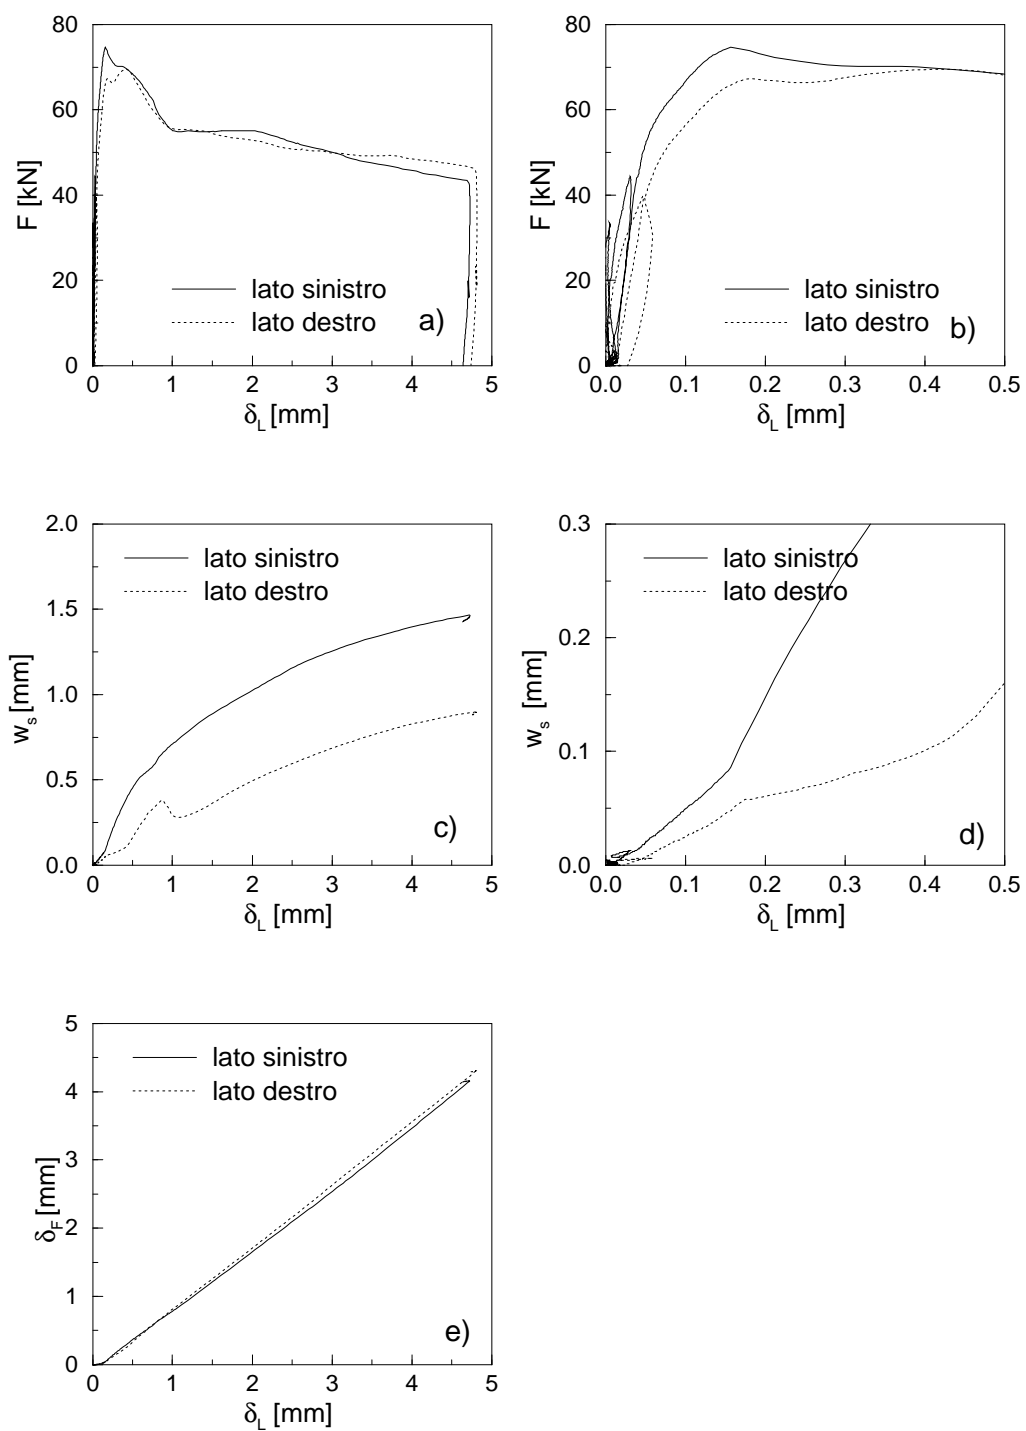 80
60
40
20
0
F [kN]
lato sinistro
lato destro
a)
0 1 2 3 4 5
δL [mm]
80
60
40
20
0
F [kN]
lato sinistro
lato destro
b)
0.0 0.1 0.2 0.3 0.4 0.5
δL [mm]
2.0
1.5
1.0
0.5
0.0
ws [mm]
lato sinistro
lato destro
c)
0 1 2 3 4 5
δL [mm]
0.3
0.2
0.1
0.0
ws [mm]
lato sinistro
lato destro
d)
0.0 0.1 0.2 0.3 0.4 0.5
δL [mm]
5
4
3
2
1
0
δF [mm]
lato sinistro
lato destro
e)
0 1 2 3 4 5
δL [mm]